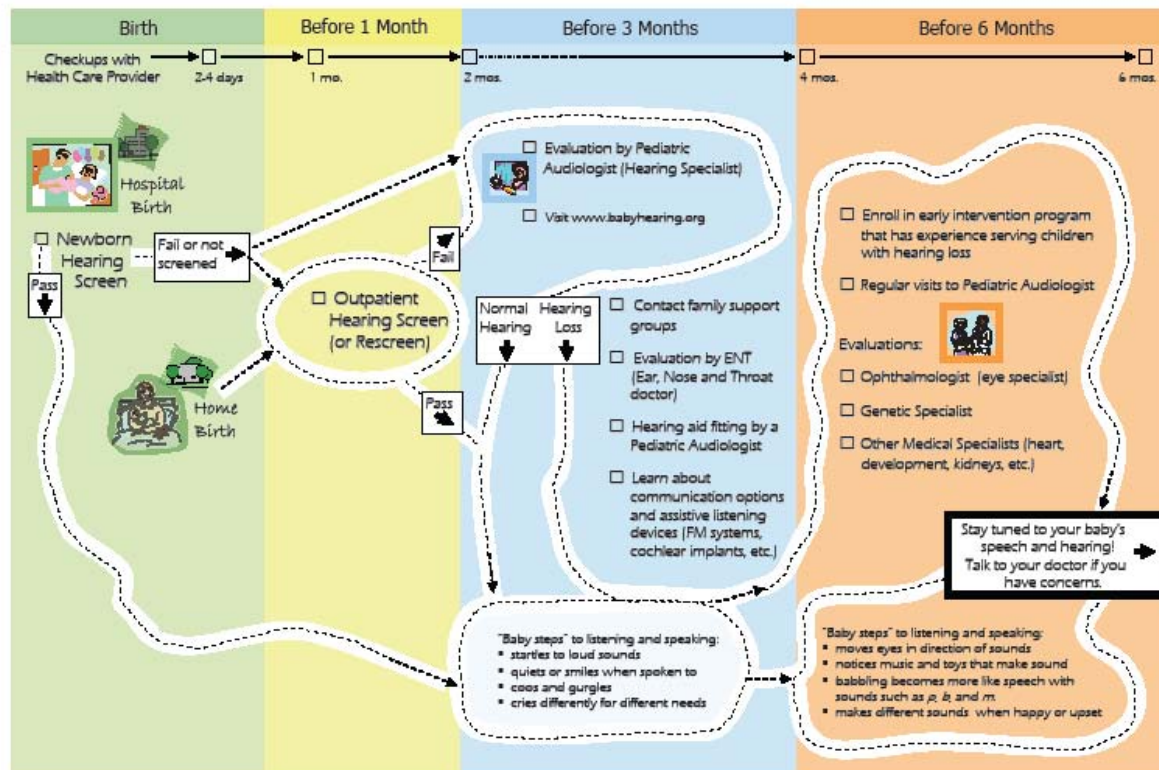 Birth
Before 1 Month
Before 3 Months
Before 6 Months
Checkups with
Health Care Provider
2-4 days
1 mo.
2 mos.
4 mos.
6 mos.
Hospital
Birth
Newborn
Hearing
Screen
Fail or not
screened
Pass
Home
Birth
Outpatient
Hearing Screen
(or Rescreen)
Fail
Pass
Evaluation by Pediatric
Audiologist (Hearing Specialist)
Visit www.babyhearing.org
Normal
Hearing
Hearing
Loss
Contact family support
groups
Evaluation by ENT
(Ear, Nose and Throat
doctor)
Hearing aid fitting by a
Pediatric Audiologist
Learn about
communication options
and assistive listening
devices (FM systems,
cochlear implants, etc.)
"Baby steps" to listening and speaking:
▪ startles to loud sounds
▪ quiets or smiles when spoken to
▪ coos and gurgles
▪ cries differently for different needs
Enroll in early intervention program
that has experience serving children
with hearing loss
Regular visits to Pediatric Audiologist
Evaluations:
Ophthalmologist (eye specialist)
Genetic Specialist
Other Medical Specialists (heart,
development, kidneys, etc.)
Stay tuned to your baby's
speech and hearing!
Talk to your doctor if you
have concerns.
"Baby steps" to listening and speaking:
▪ moves eyes in direction of sounds
▪ notices music and toys that make sound
▪ babbling becomes more like speech with
sounds such as p, b, and m.
▪ makes different sounds when happy or upset